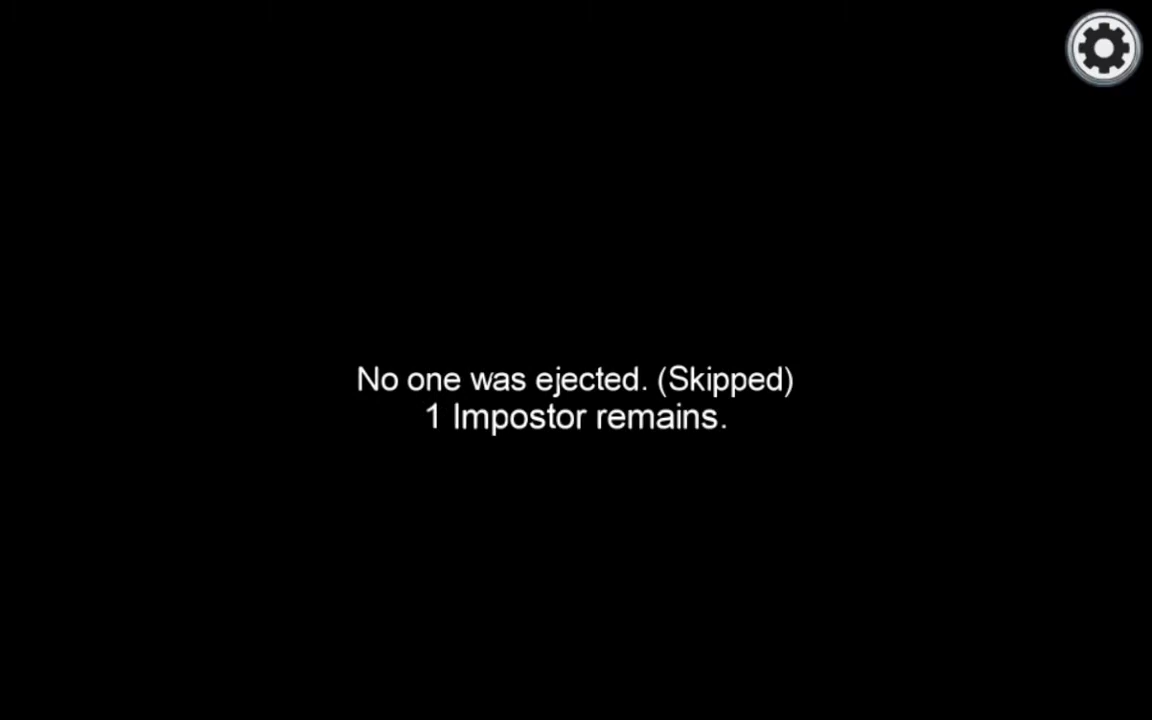 No one was ejected. (Skipped)
1 Impostor remains.